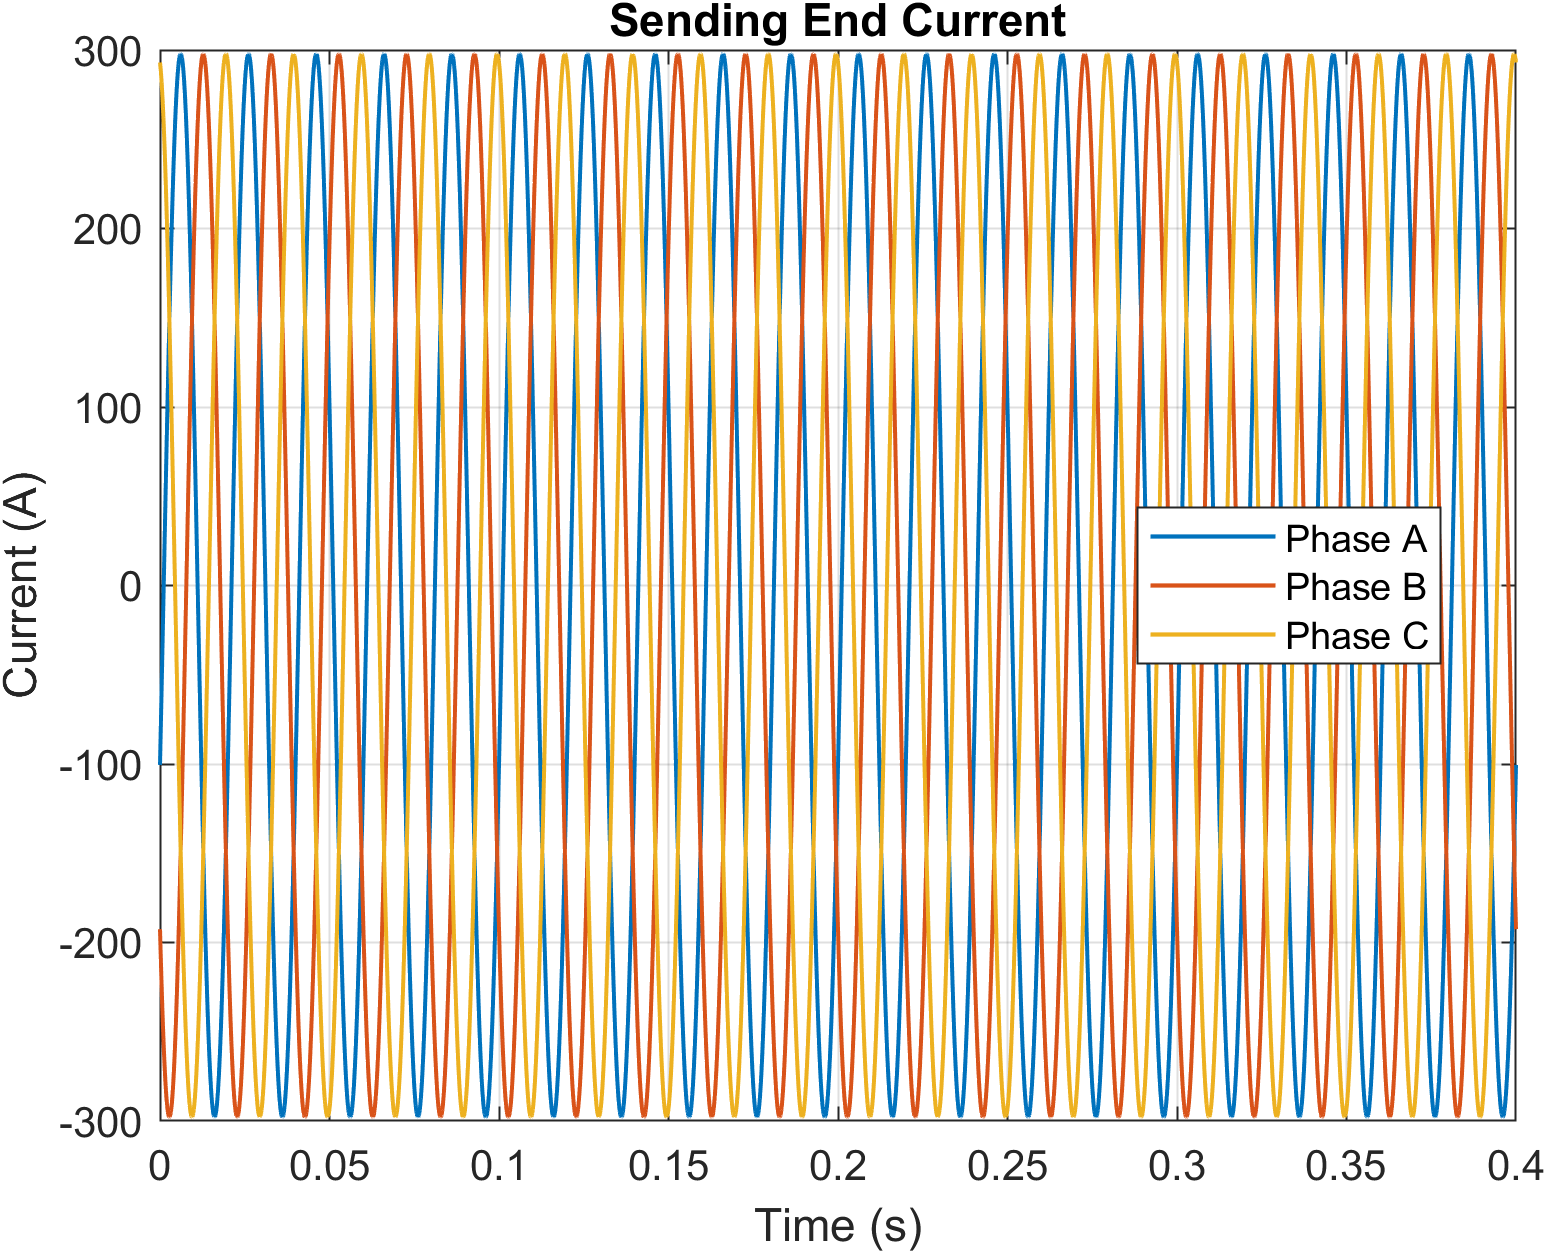 Sending End Current
300
200
100
0
-100
-200
-300
Current (A)
Phase A
Phase B
Phase C
0 0.05 0.1 0.15 0.2 0.25 0.3 0.35 0.4
Time (s)